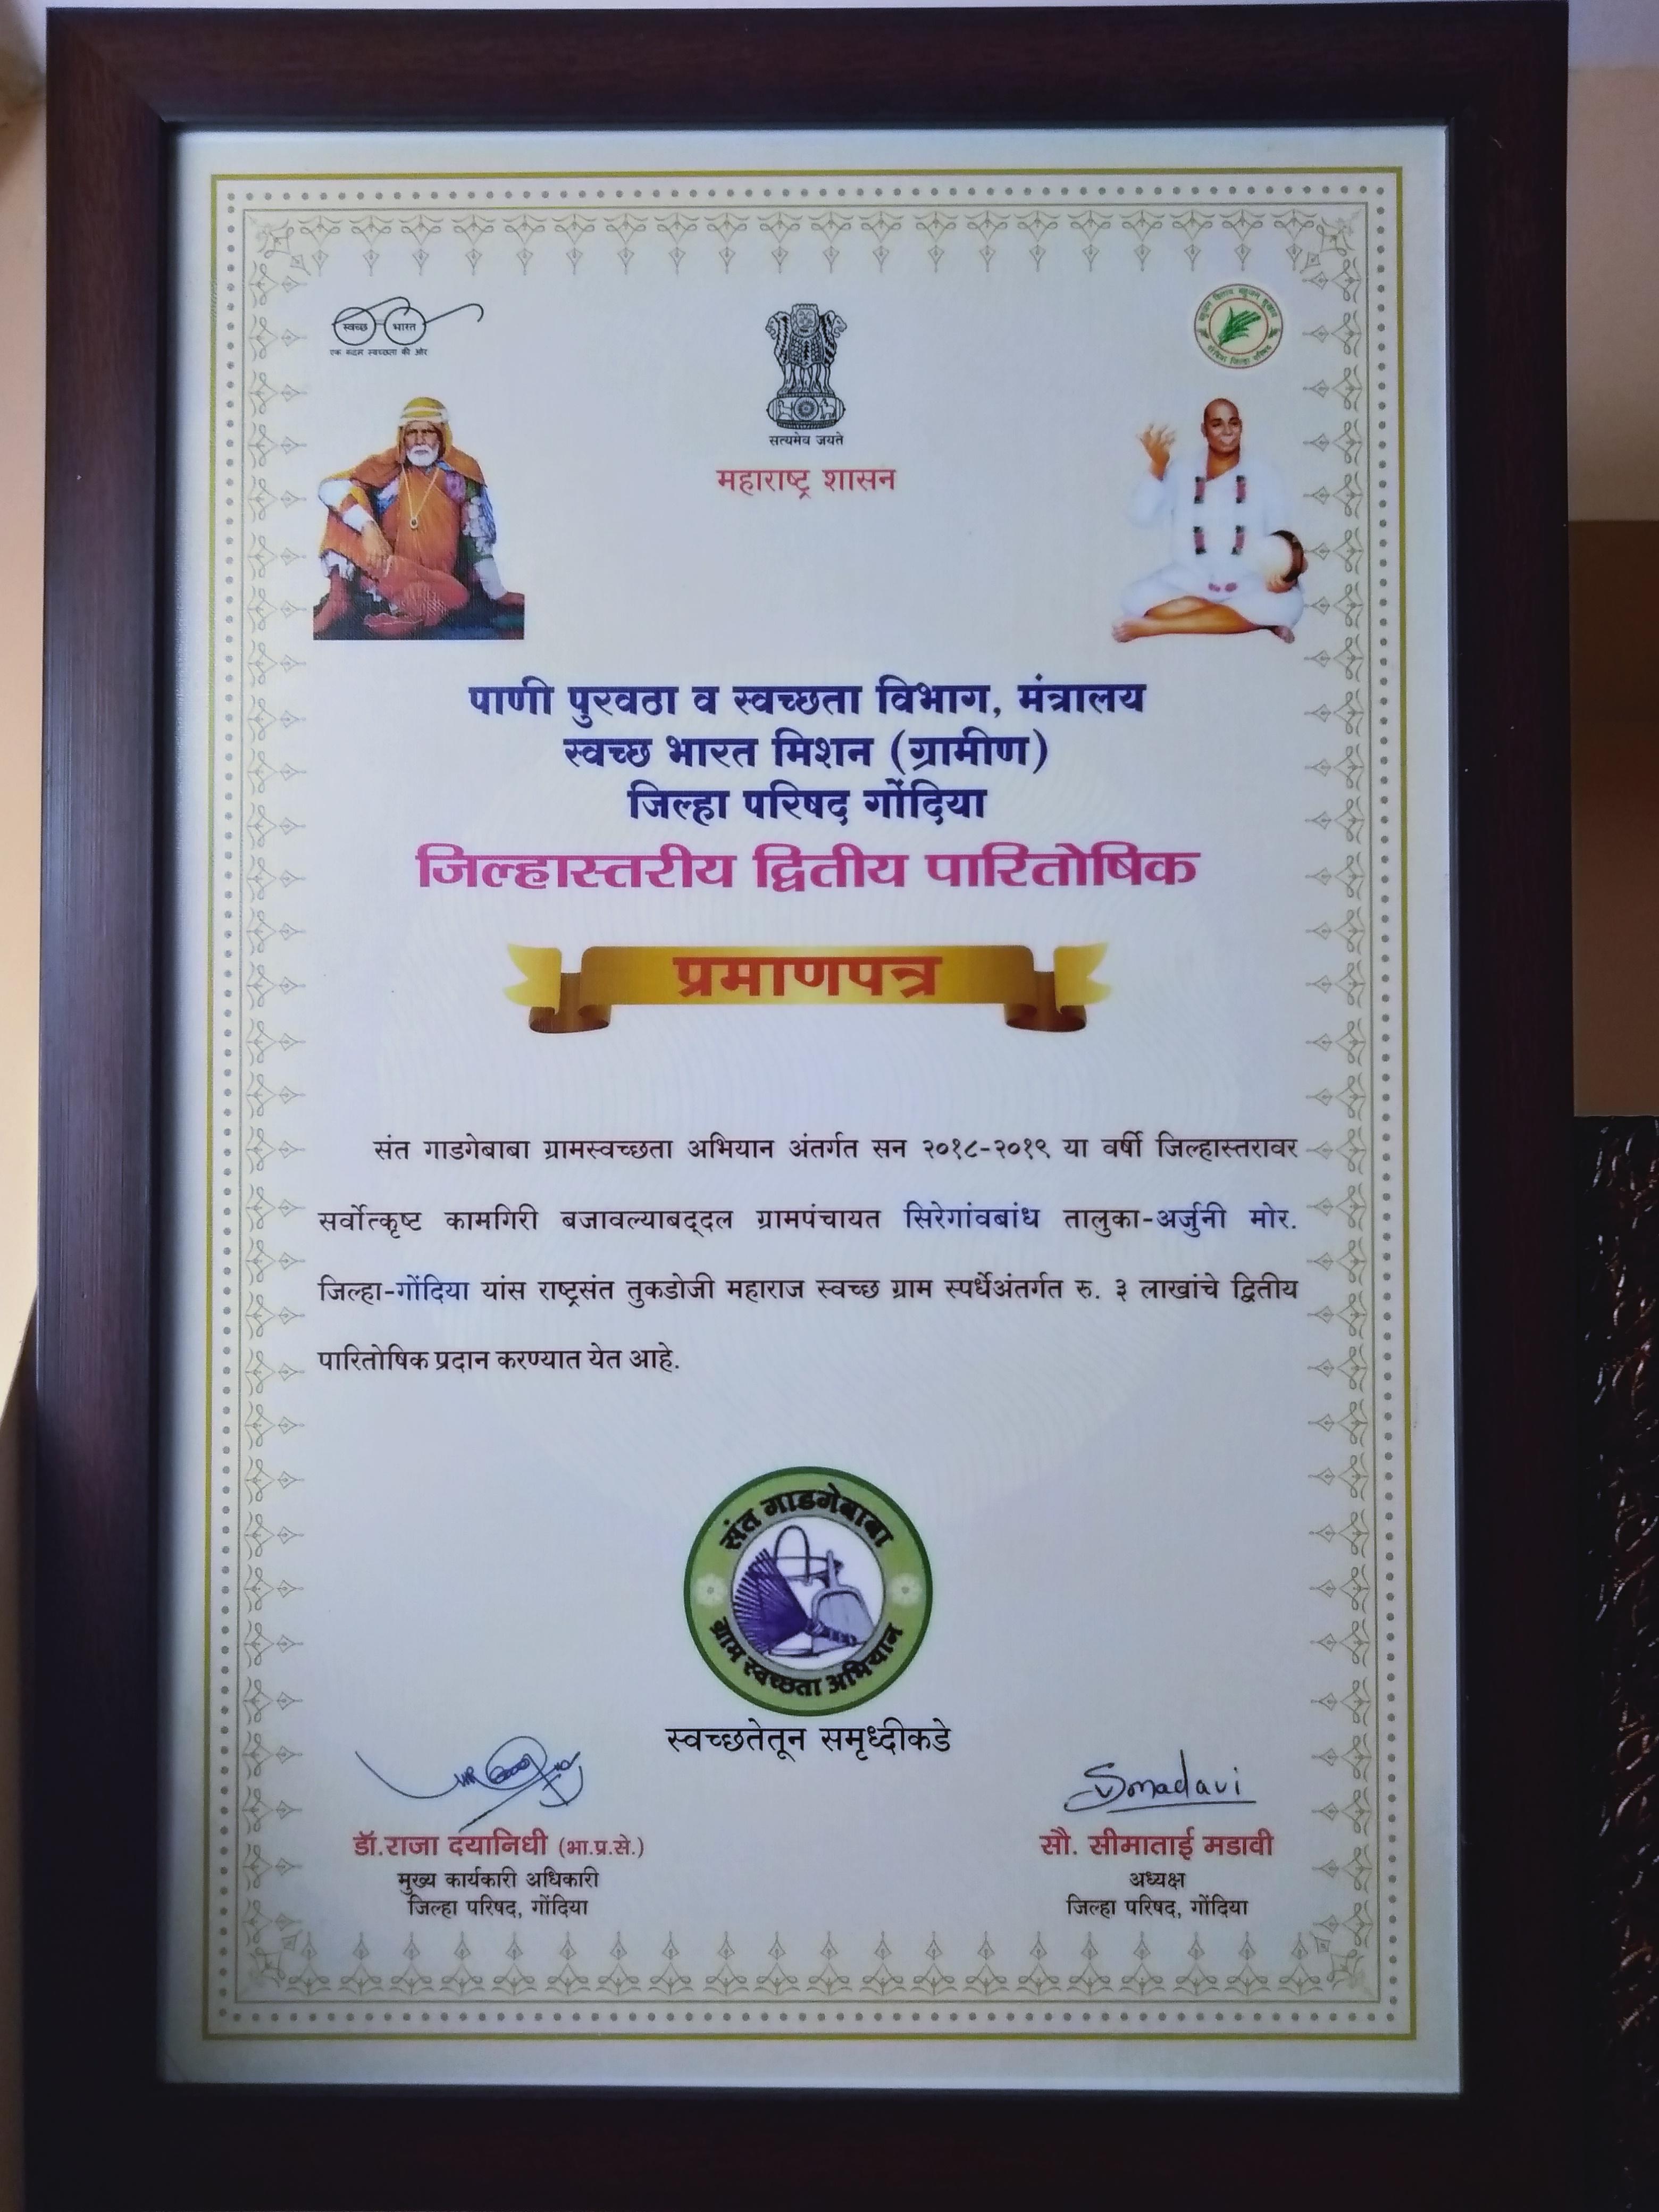 स्वच्छ भारत
एक कदम स्वच्छता की ओर
सत्यमेव जयते
महाराष्ट्र शासन
पाणी पुरवठा व स्वच्छता विभाग, मंत्रालय
स्वच्छ भारत मिशन (ग्रामीण)
जिल्हा परिषद गोंदिया
जिल्हास्तरीय द्वितीय पारितोषिक
प्रमाणपत्र
संत गाडगेबाबा ग्रामस्वच्छता अभियान अंतर्गत सन २०१८-२०१९ या वर्षी जिल्हास्तरावर
सर्वोत्कृष्ट कामगिरी बजावल्याबद्दल ग्रामपंचायत सिरेगांवबांध तालुका-अर्जुनी मोर.
जिल्हा-गोंदिया यांस राष्ट्रसंत तुकडोजी महाराज स्वच्छ ग्राम स्पर्धेअंतर्गत रु. ३ लाखांचे द्वितीय
पारितोषिक प्रदान करण्यात येत आहे.
संत गाडगेबाबा
ग्राम स्वच्छता अभियान
स्वच्छतेतून समृध्दीकडे
Smadavi
डॉ.राजा दयानिधी (भा.प्र.से.)
मुख्य कार्यकारी अधिकारी
जिल्हा परिषद, गोंदिया
सौ. सीमाताई मडावी
अध्यक्ष
जिल्हा परिषद, गोंदिया